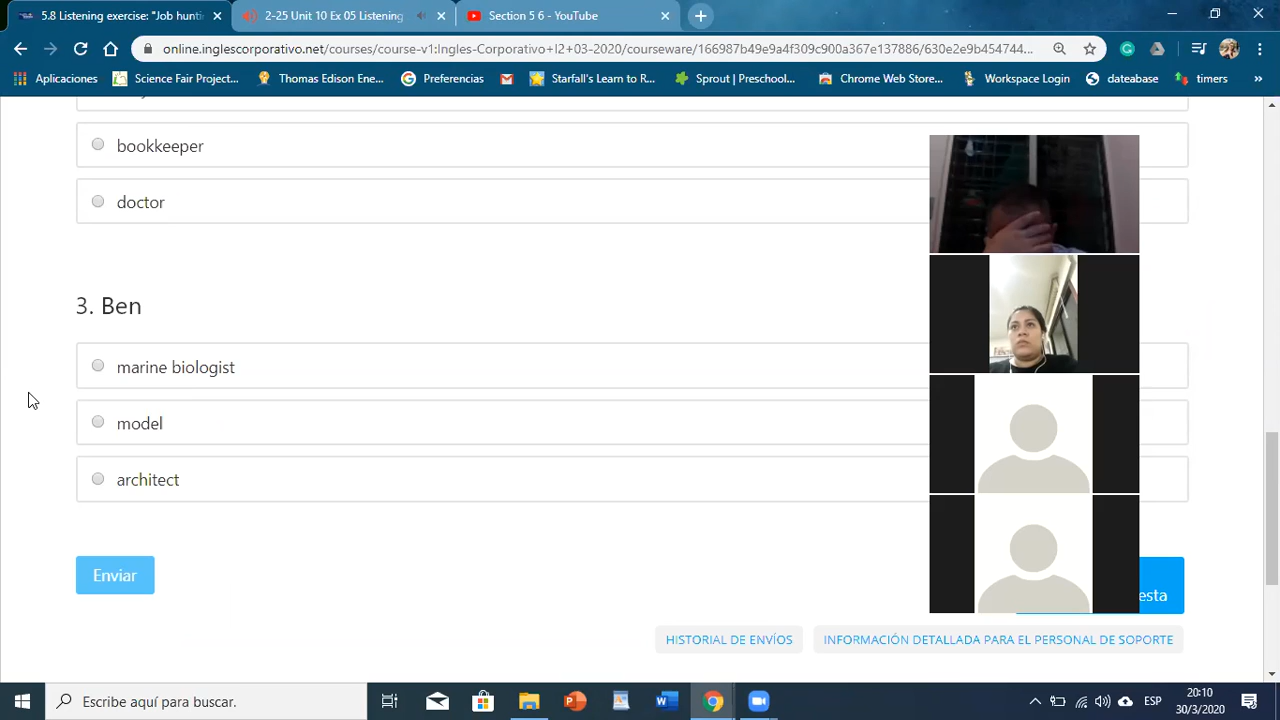 5.8 Listening exercise: "Job hunti
2-25 Unit 10 Ex 05 Listening
Section 5 6 - YouTube
online.inglescorporativo.net/courses/course-v1:Ingles-Corporativo+I2+03-2020/courseware/166987b49e9a4f309c900a367e137886/630e2e9b454744...
Aplicaciones
Science Fair Project...
Thomas Edison Ene...
Preferencias
Starfall's Learn to R...
Sprout | Preschool...
Chrome Web Store...
Workspace Login
dateabase
timers
»
bookkeeper
doctor
3. Ben
marine biologist
model
architect
Enviar
esta
HISTORIAL DE ENVÍOS
INFORMACIÓN DETALLADA PARA EL PERSONAL DE SOPORTE
Escribe aquí para buscar.
ESP
20:10
30/3/2020